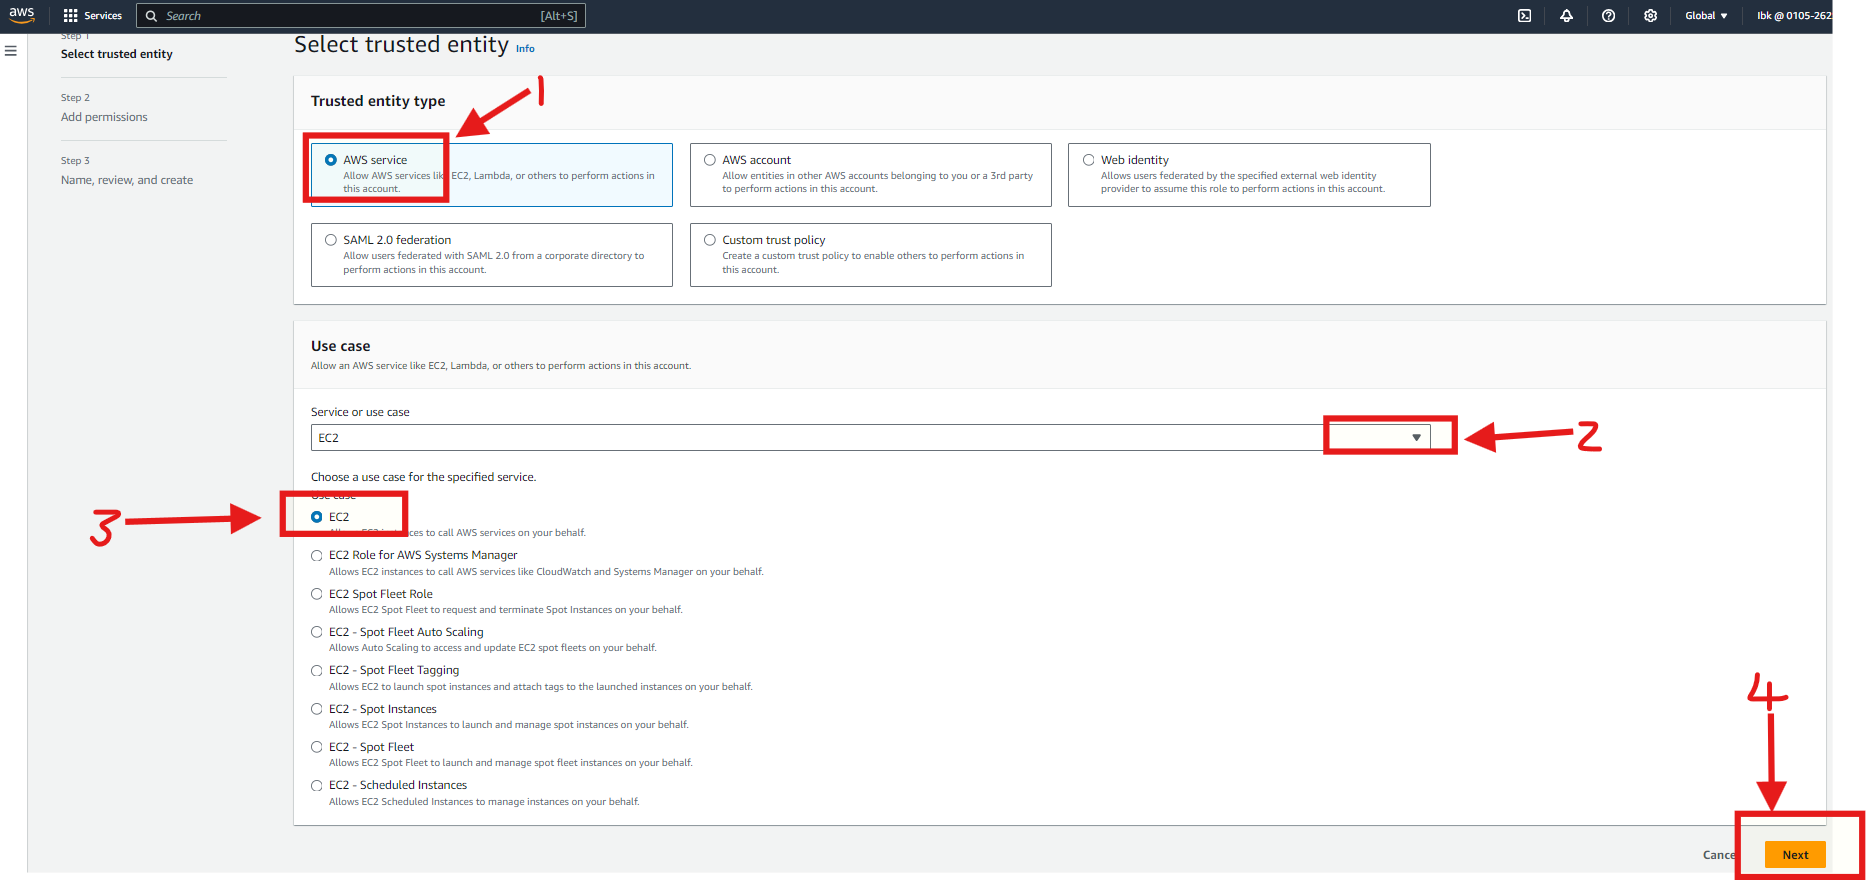 aws
Services
Search
[Alt+S]
Global
Ibk @ 0105-262
Step 1
Select trusted entity
Step 2
Add permissions
Step 3
Name, review, and create
Select trusted entity Info
1
Trusted entity type
AWS service
Allow AWS services like EC2, Lambda, or others to perform actions in
this account.
AWS account
Allow entities in other AWS accounts belonging to you or a 3rd party
to perform actions in this account.
Web identity
Allows users federated by the specified external web identity
provider to assume this role to perform actions in this account.
SAML 2.0 federation
Allow users federated with SAML 2.0 from a corporate directory to
perform actions in this account.
Custom trust policy
Create a custom trust policy to enable others to perform actions in
this account.
Use case
Allow an AWS service like EC2, Lambda, or others to perform actions in this account.
Service or use case
EC2
2
Choose a use case for the specified service.
Use case
3
EC2
Allows EC2 instances to call AWS services on your behalf.
EC2 Role for AWS Systems Manager
Allows EC2 instances to call AWS services like CloudWatch and Systems Manager on your behalf.
EC2 Spot Fleet Role
Allows EC2 Spot Fleet to request and terminate Spot Instances on your behalf.
EC2 - Spot Fleet Auto Scaling
Allows Auto Scaling to access and update EC2 spot fleets on your behalf.
EC2 - Spot Fleet Tagging
Allows EC2 to launch spot instances and attach tags to the launched instances on your behalf.
EC2 - Spot Instances
Allows EC2 Spot Instances to launch and manage spot instances on your behalf.
EC2 - Spot Fleet
Allows EC2 Spot Fleet to launch and manage spot fleet instances on your behalf.
EC2 - Scheduled Instances
Allows EC2 Scheduled Instances to manage instances on your behalf.
4
Cance
Next